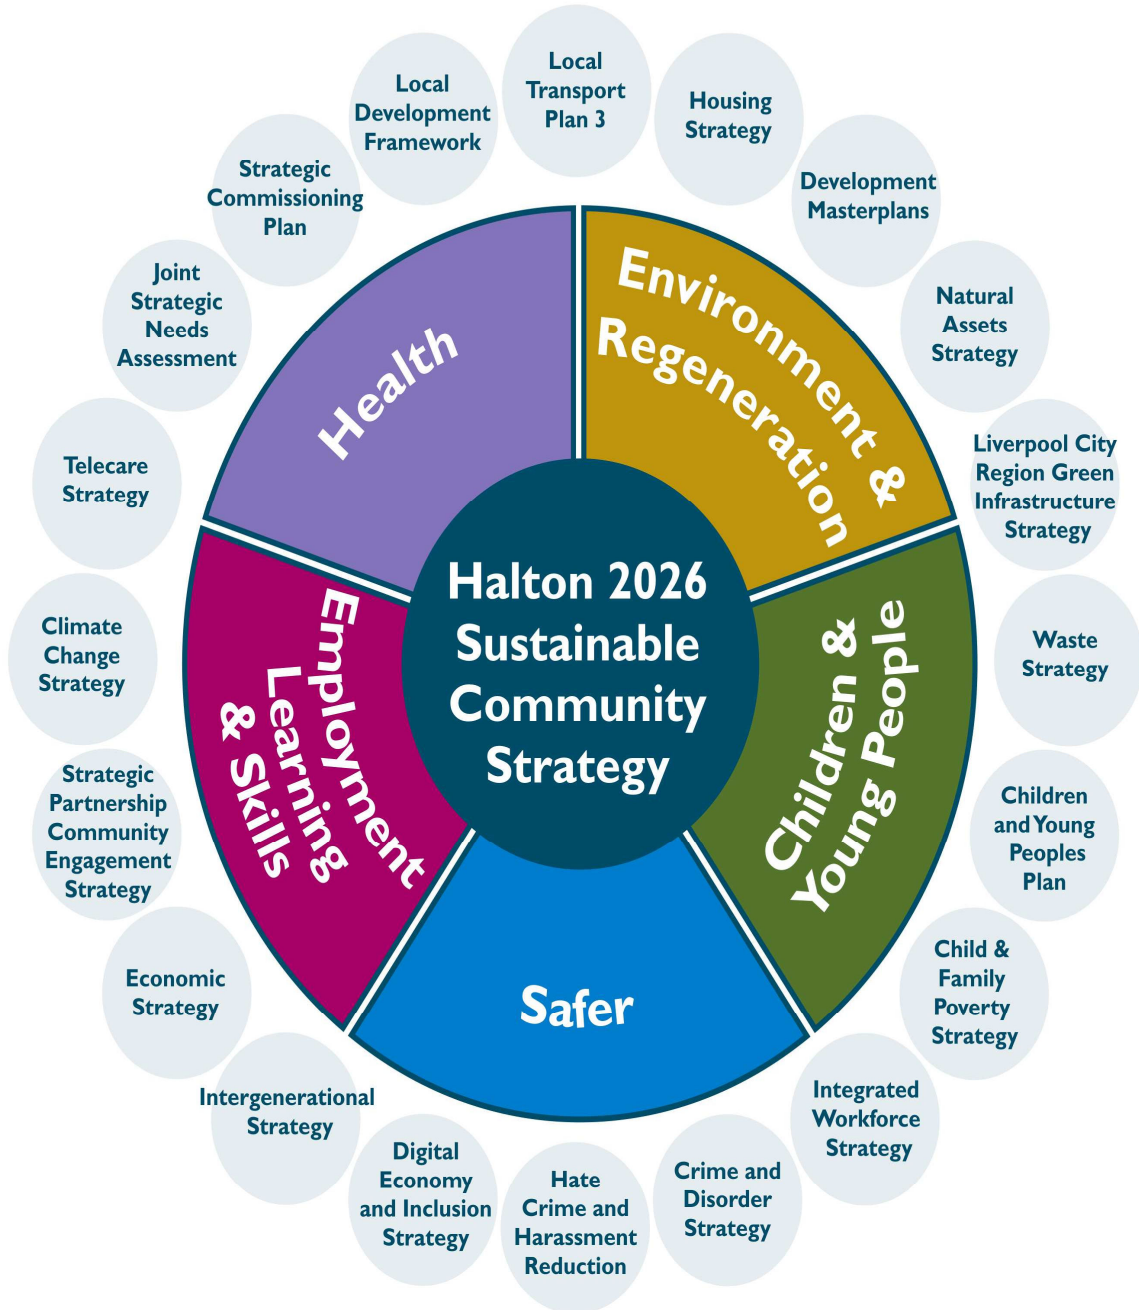 Local
Transport
Plan 3
Housing
Strategy
Development
Masterplans
Natural
Assets
Strategy
Liverpool City
Region Green
Infrastructure
Strategy
Waste
Strategy
Children
and Young
Peoples
Plan
Child &
Family
Poverty
Strategy
Integrated
Workforce
Strategy
Crime and
Disorder
Strategy
Hate
Crime and
Harassment
Reduction
Digital
Economy
and Inclusion
Strategy
Intergenerational
Strategy
Economic
Strategy
Strategic
Partnership
Community
Engagement
Strategy
Climate
Change
Strategy
Telecare
Strategy
Joint
Strategic
Needs
Assessment
Strategic
Commissioning
Plan
Local
Development
Framework
Health
Environment &
Regeneration
Children &
Young People
Safer
Employment
Learning
& Skills
Halton 2026
Sustainable
Community
Strategy